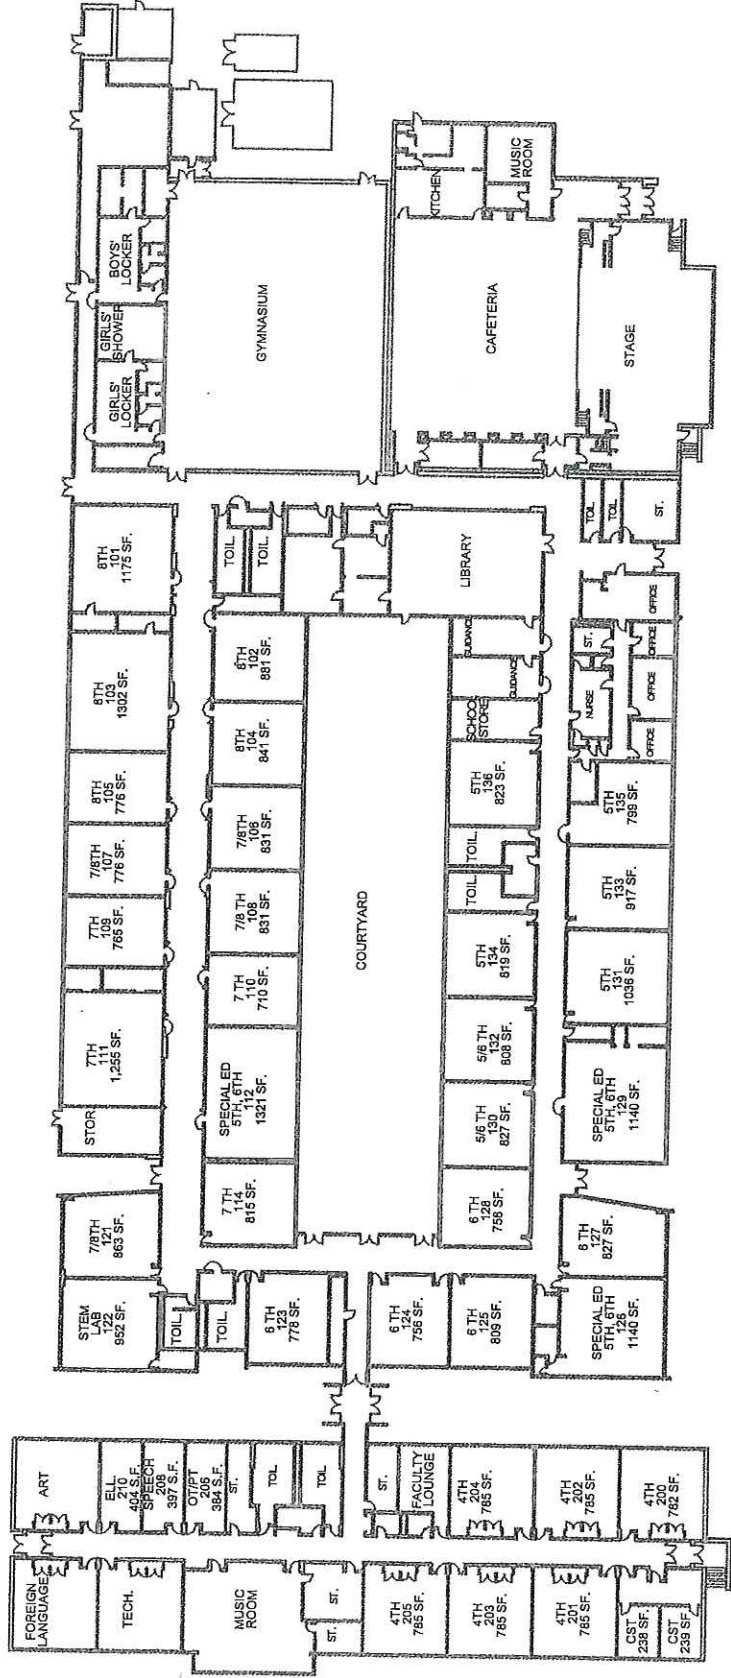 FOREIGN
LANGUAGE
TECH.
MUSIC
ROOM
ST.
ST.
4TH
205
785 SF.
4TH
203
785 SF.
4TH
201
785 SF.
CST
238 SF.
CST
239 SF.
ART
ELL.
210
404 S.F.
SPEECH
208
397 S.F.
OT/PT
206
384 S.F.
ST.
TOIL
TOIL
ST.
FACULTY
LOUNGE
4TH
204
785 SF.
4TH
202
785 SF.
4TH
200
782 SF.
STEM
LAB
122
952 SF.
7/8TH
121
863 SF.
TOIL.
TOIL.
6 TH
123
778 SF.
6 TH
124
756 SF.
6 TH
125
809 SF.
SPECIAL ED
5TH, 6TH
126
1140 SF.
6 TH
127
827 SF.
STOR
7TH
111
1,255 SF.
7TH
109
765 SF.
7/8TH
107
776 SF.
8TH
105
776 SF.
8TH
103
1302 SF.
8TH
101
1175 SF.
7 TH
114
815 SF.
SPECIAL ED
5TH, 6TH
112
1321 SF.
7 TH
110
710 SF.
7/8 TH
108
831 SF.
7/8TH
106
831 SF.
8TH
104
841 SF.
8TH
102
881 SF.
TOIL.
TOIL.
COURTYARD
6 TH
128
758 SF.
5/6 TH
130
827 SF.
5/6 TH
132
808 SF.
5TH
134
819 SF.
TOIL.
TOIL.
5TH
136
823 SF.
SCHOOL
STORE
GUIDANCE
GUIDANCE
LIBRARY
SPECIAL ED
5TH, 6TH
129
1140 SF.
5TH
131
1036 SF.
5TH
133
917 SF.
5TH
135
799 SF.
NURSE
ST.
OFFICE
OFFICE
OFFICE
OFFICE
TOIL
TOIL
ST.
GIRLS'
LOCKER
GIRLS'
SHOWER
BOYS'
LOCKER
GYMNASIUM
CAFETERIA
KITCHEN
MUSIC
ROOM
STAGE